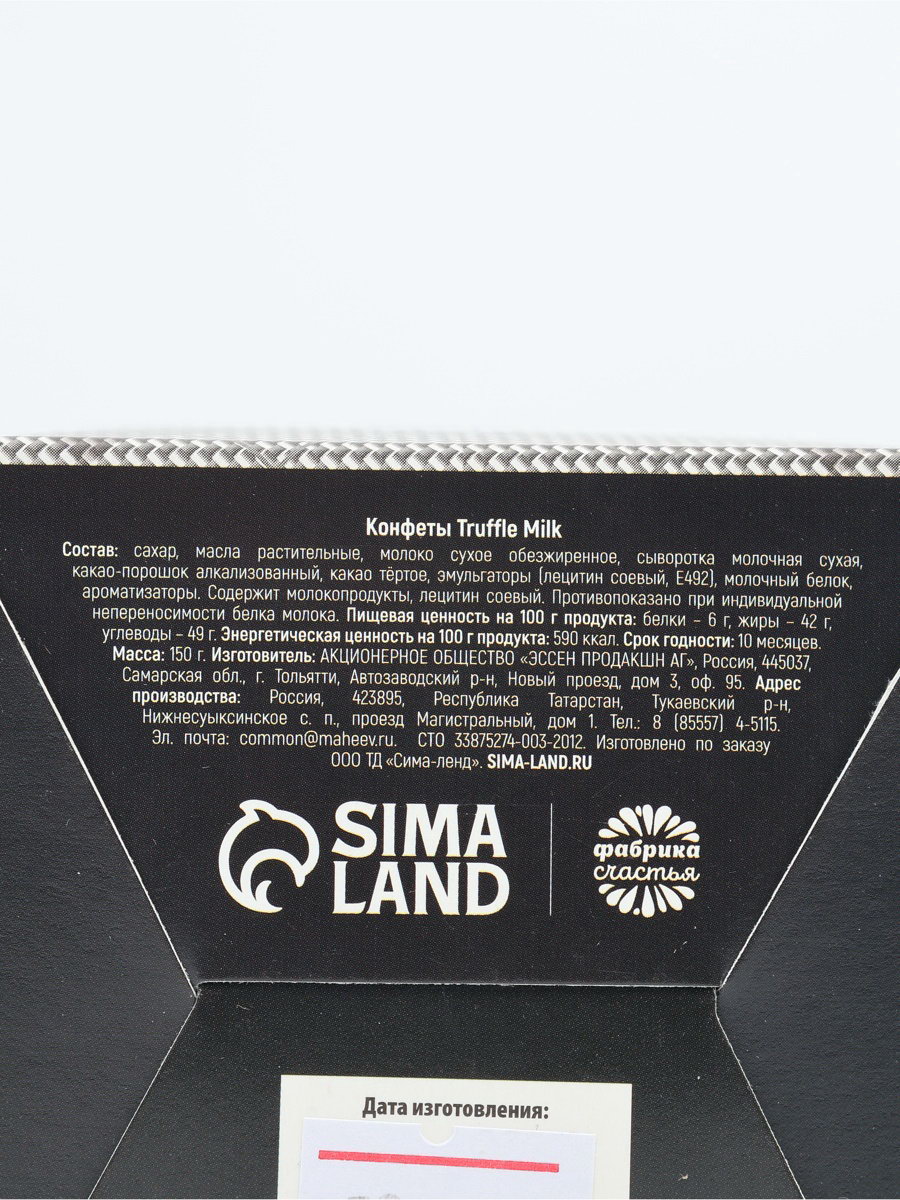 Конфеты Truffle Milk
Состав: сахар, масла растительные, молоко сухое обезжиренное, сыворотка молочная сухая,
какао-порошок алкализованный, какао тёртое, эмульгаторы (лецитин соевый, Е492), молочный белок,
ароматизаторы. Содержит молокопродукты, лецитин соевый. Противопоказано при индивидуальной
непереносимости белка молока. Пищевая ценность на 100 г продукта: белки – 6 г, жиры – 42 г,
углеводы – 49 г. Энергетическая ценность на 100 г продукта: 590 ккал. Срок годности: 10 месяцев.
Масса: 150 г. Изготовитель: АКЦИОНЕРНОЕ ОБЩЕСТВО «ЭССЕН ПРОДАКШН АГ», Россия, 445037,
Самарская обл., г. Тольятти, Автозаводский р-н, Новый проезд, дом 3, оф. 95. Адрес
производства: Россия, 423895, Республика Татарстан, Тукаевский р-н,
Нижнесуыксинское с. п., проезд Магистральный, дом 1. Тел.: 8 (85557) 4-5115.
Эл. почта: common@maheev.ru. СТО 33875274-003-2012. Изготовлено по заказу
ООО ТД «Сима-ленд». SIMA-LAND.RU
SIMA
LAND
фабрика
счастья
Дата изготовления: